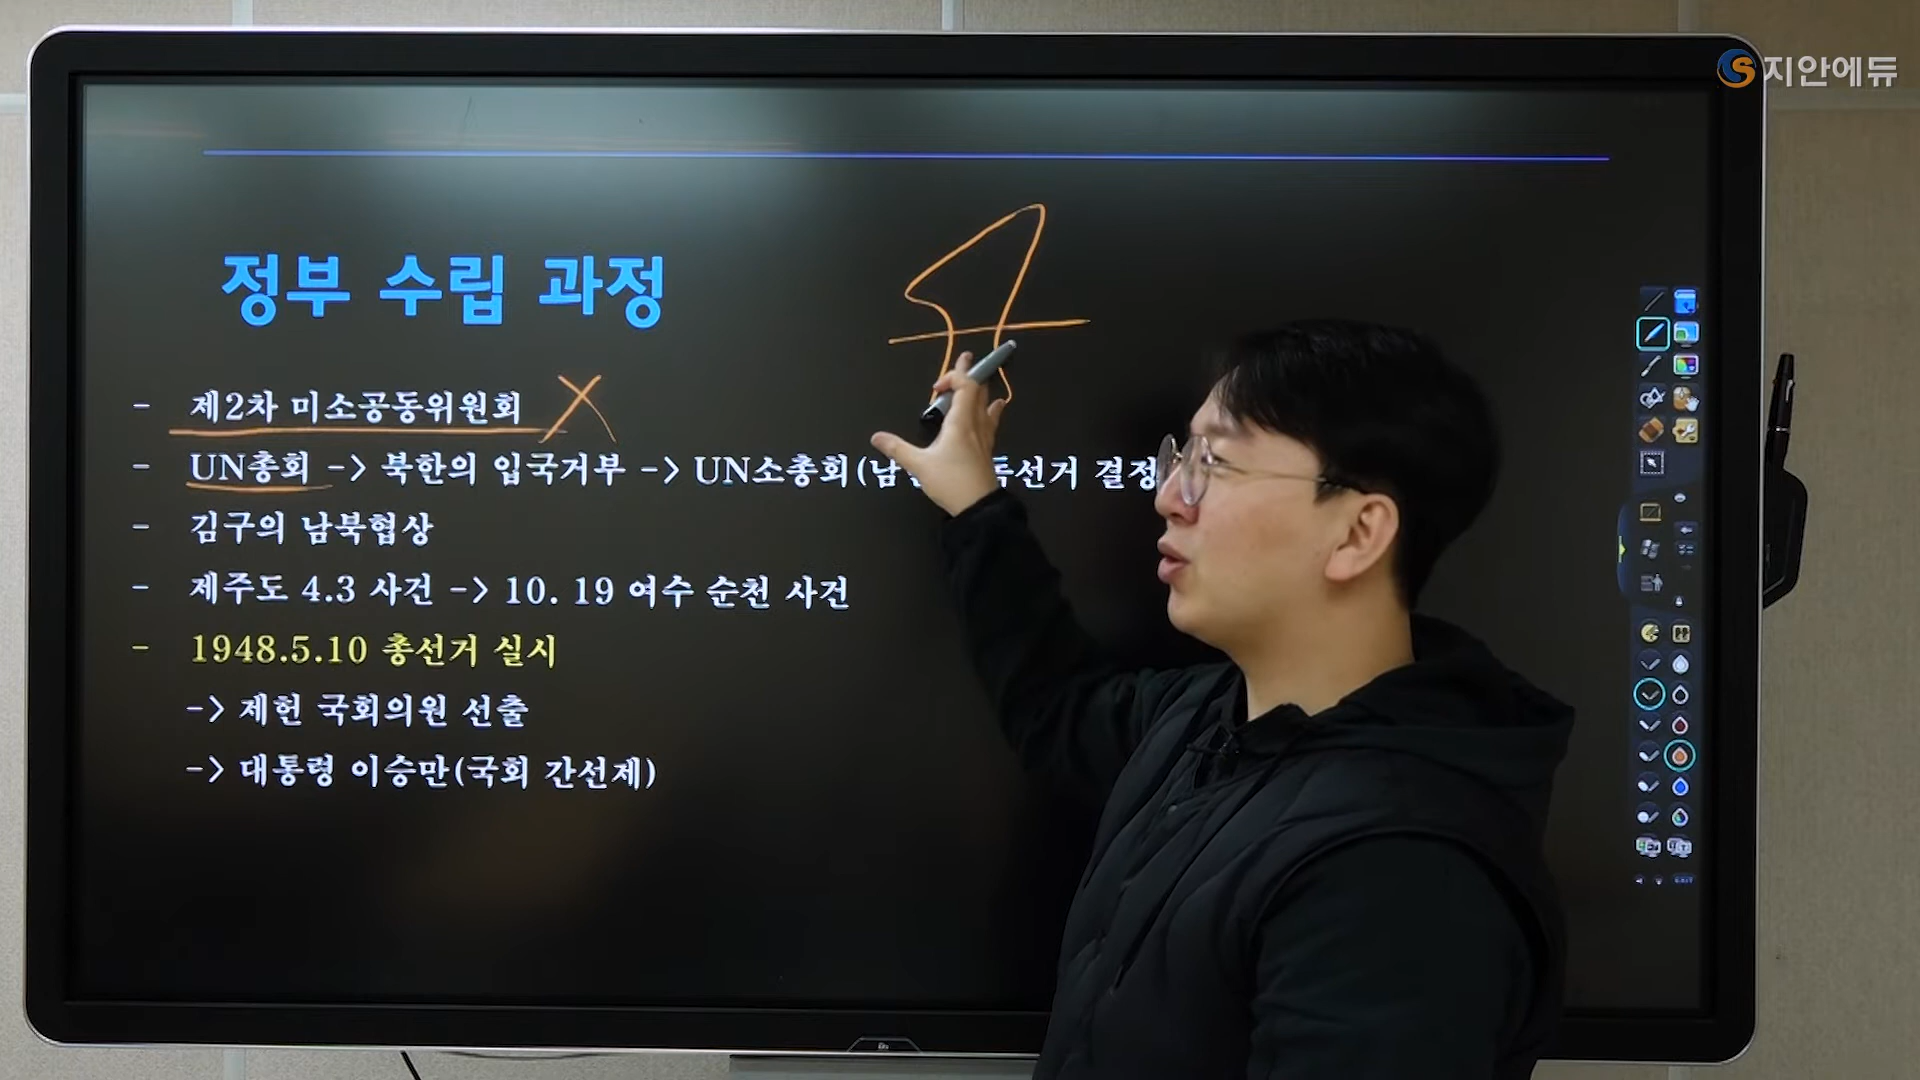 지안에듀
정부 수립 과정
- 제2차 미소공동위원회 X
- UN총회 -> 북한의 입국거부 -> UN소총회(남 선거 결정
- 김구의 남북협상
- 제주도 4.3 사건 -> 10. 19 여수 순천 사건
- 1948.5.10 총선거 실시
-> 제헌 국회의원 선출
-> 대통령 이승만(국회 간선제)